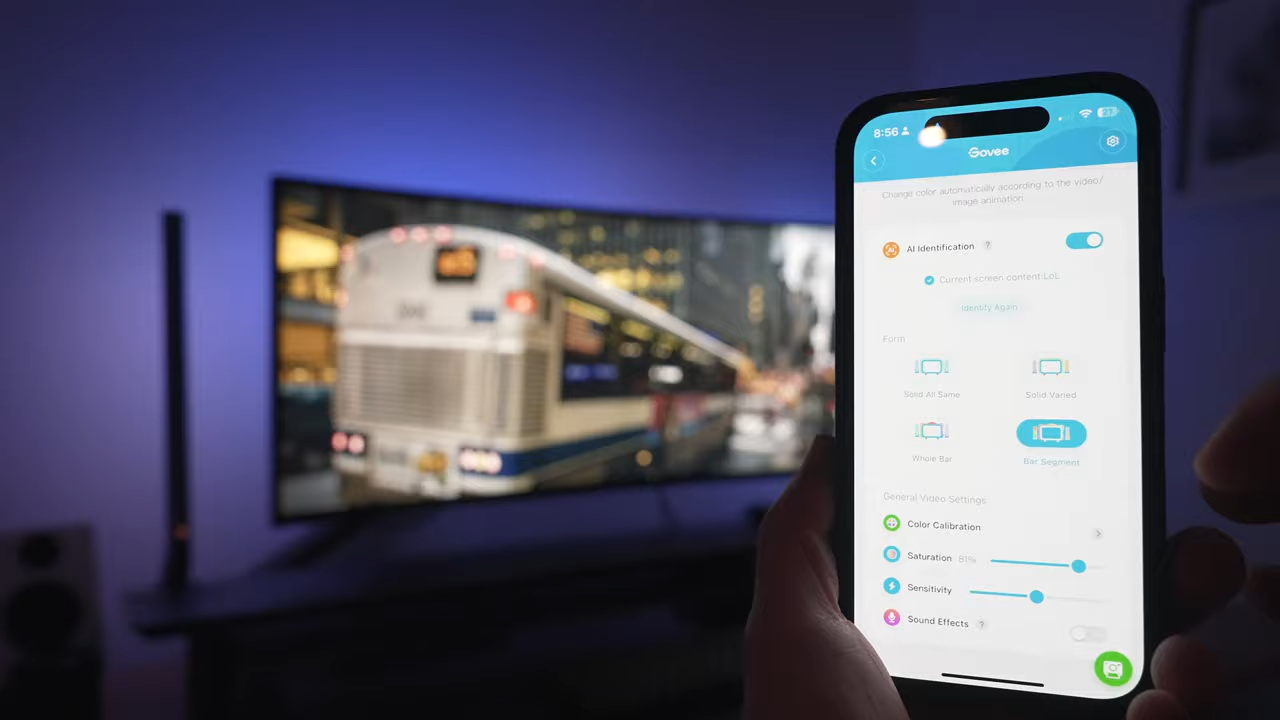 8:56
27
Govee
Change color automatically according to the video/
image animation
AI Identification ?
Current screen content:LoL
Identify Again
Form
Solid All Same
Solid Varied
Whole Bar
Bar Segment
General Video Settings
Color Calibration
Saturation 81%
Sensitivity
Sound Effects ?